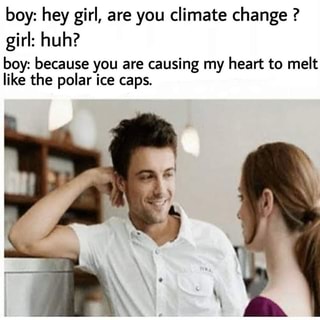 boy: hey girl, are you climate change ?
girl: huh?
boy: because you are causing my heart to melt
like the polar ice caps.